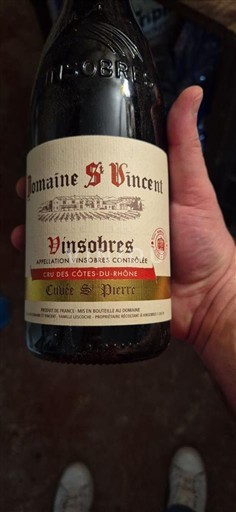 VINSOBRES
Domaine St Vincent
Vinsobres
APPELLATION VINSOBRES CONTRÔLÉE
CRU DES CÔTES-DU-RHÔNE
Cuvée St Pierre
PRODUIT DE FRANCE - MIS EN BOUTEILLE AU DOMAINE